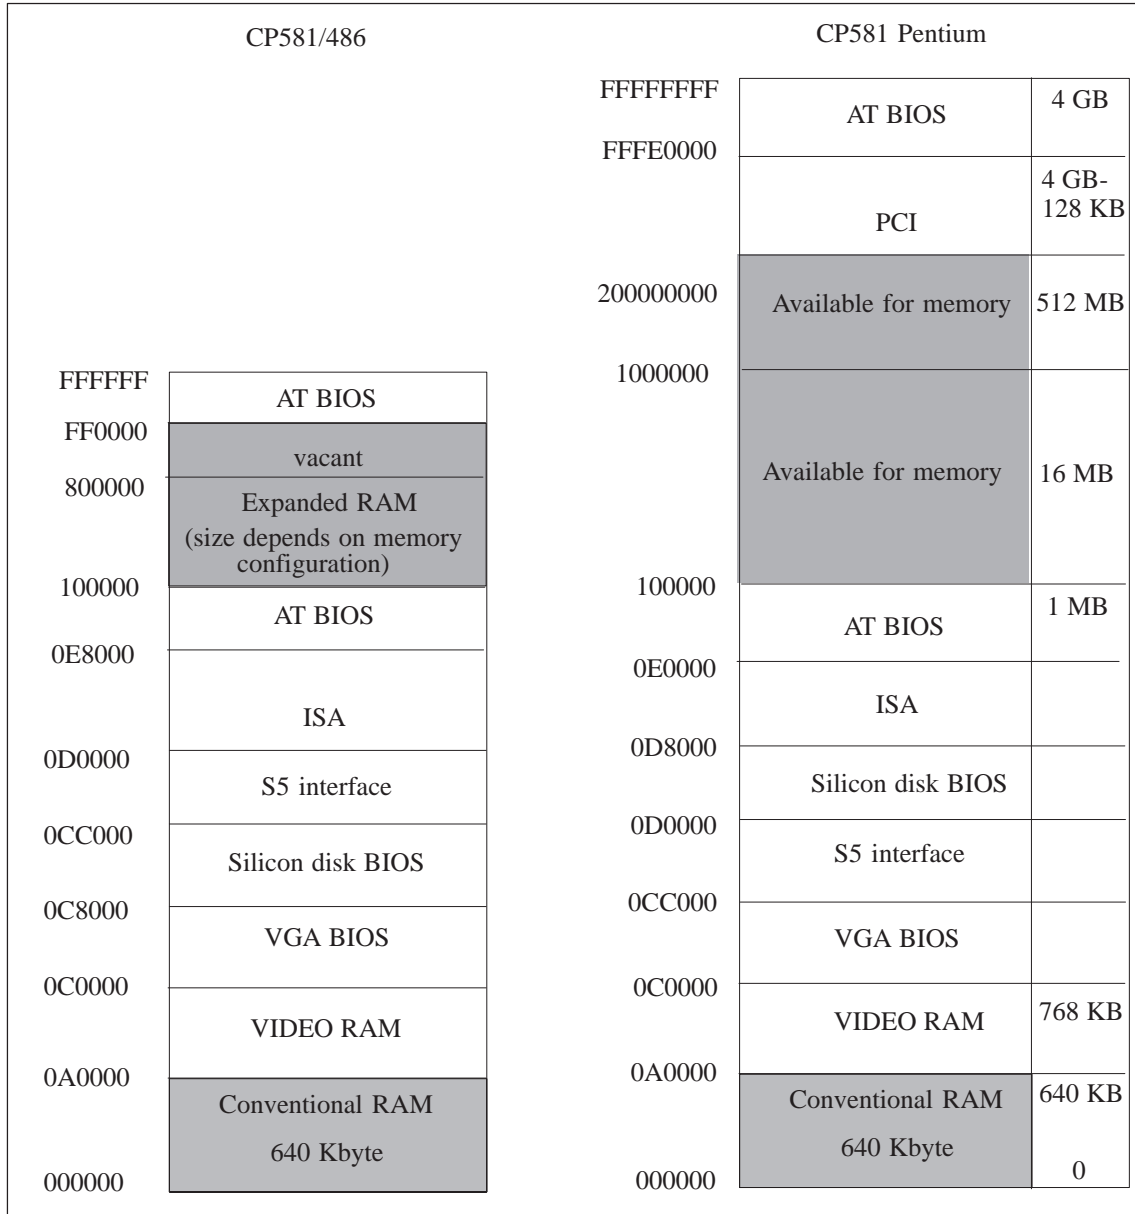 CP581/486
FFFFFF
AT BIOS
FF0000
vacant
800000
Expanded RAM
(size depends on memory
configuration)
100000
AT BIOS
0E8000
ISA
0D0000
S5 interface
0CC000
Silicon disk BIOS
0C8000
VGA BIOS
0C0000
VIDEO RAM
0A0000
Conventional RAM
640 Kbyte
000000
CP581 Pentium
FFFFFFFF
AT BIOS
4 GB
FFFE0000
4 GB-
128 KB
PCI
200000000
Available for memory
512 MB
1000000
Available for memory
16 MB
100000
1 MB
AT BIOS
0E0000
ISA
0D8000
Silicon disk BIOS
0D0000
S5 interface
0CC000
VGA BIOS
0C0000
VIDEO RAM
768 KB
0A0000
Conventional RAM
640 KB
640 Kbyte
000000
0